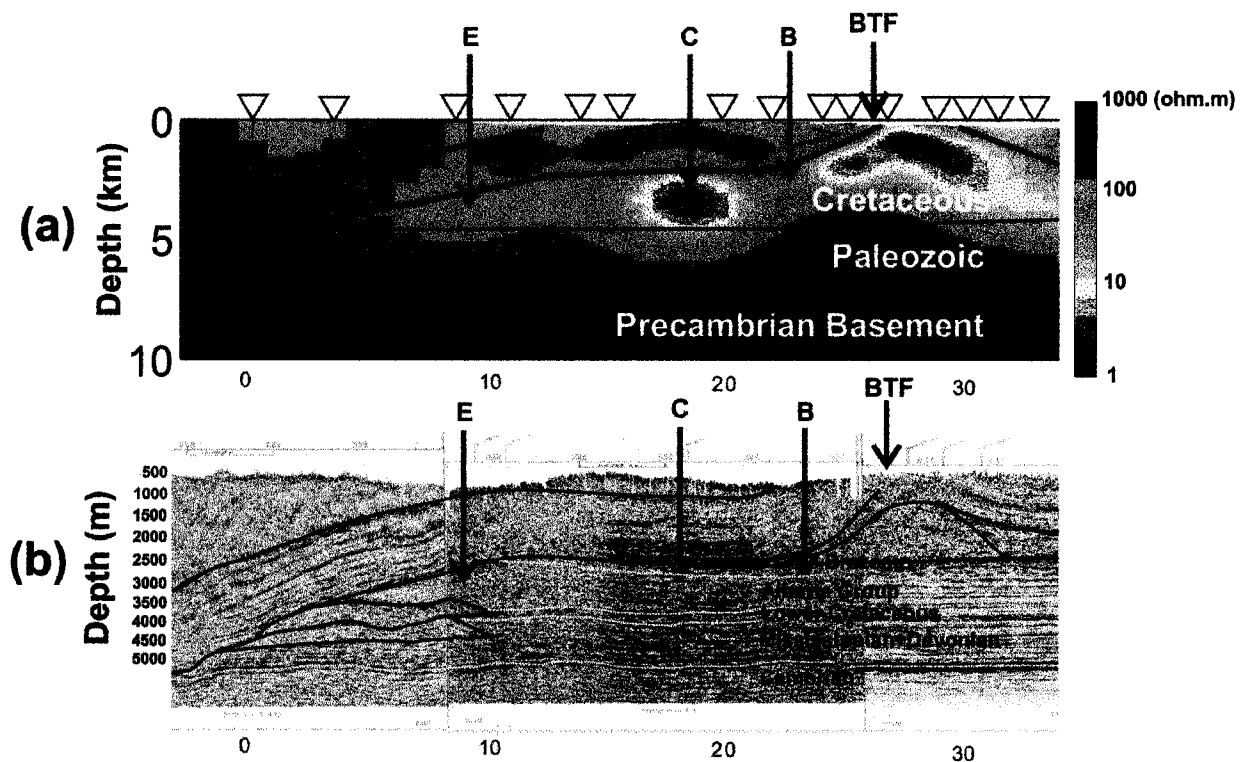 E C B BTF
0 1000 (ohm.m)
100
10
1
(a) Depth (km)
5
10
Cretaceous
Paleozoic
Precambrian Basement
0 10 20 30
E C B BTF
(b) Depth (m)
500
1000
1500
2000
2500
3000
3500
4000
4500
5000
Group
0 10 20 30